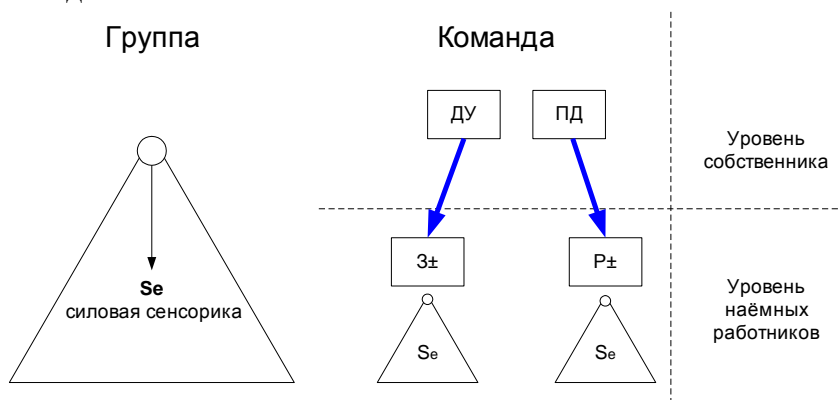 Группа
Команда
ДУ
ПД
Уровень
собственника
Se
силовая сенсорика
З±
Р±
Se
Se
Уровень
наёмных
работников